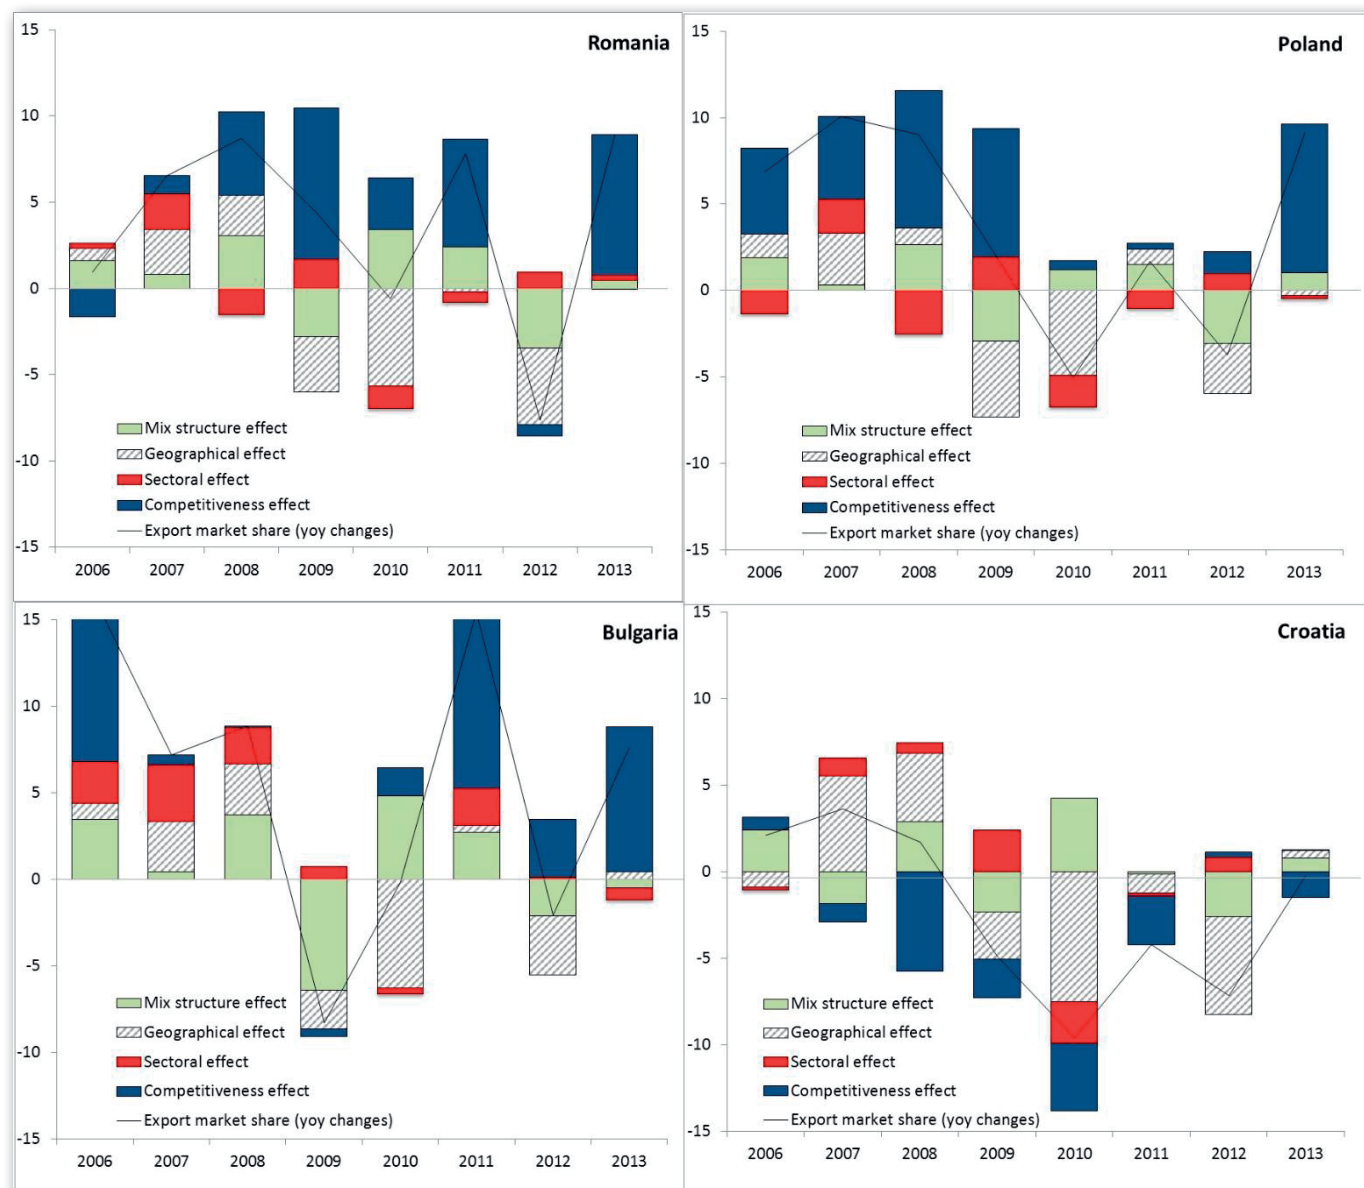 Romania
15
10
5
0
-5
-10
-15
Mix structure effect
Geographical effect
Sectoral effect
Competitiveness effect
Export market share (yoy changes)
2006 2007 2008 2009 2010 2011 2012 2013
Poland
15
10
5
0
-5
-10
-15
Mix structure effect
Geographical effect
Sectoral effect
Competitiveness effect
Export market share (yoy changes)
2006 2007 2008 2009 2010 2011 2012 2013
Bulgaria
15
10
5
0
-5
-10
-15
Mix structure effect
Geographical effect
Sectoral effect
Competitiveness effect
Export market share (yoy changes)
2006 2007 2008 2009 2010 2011 2012 2013
Croatia
15
10
5
0
-5
-10
-15
Mix structure effect
Geographical effect
Sectoral effect
Competitiveness effect
Export market share (yoy changes)
2006 2007 2008 2009 2010 2011 2012 2013